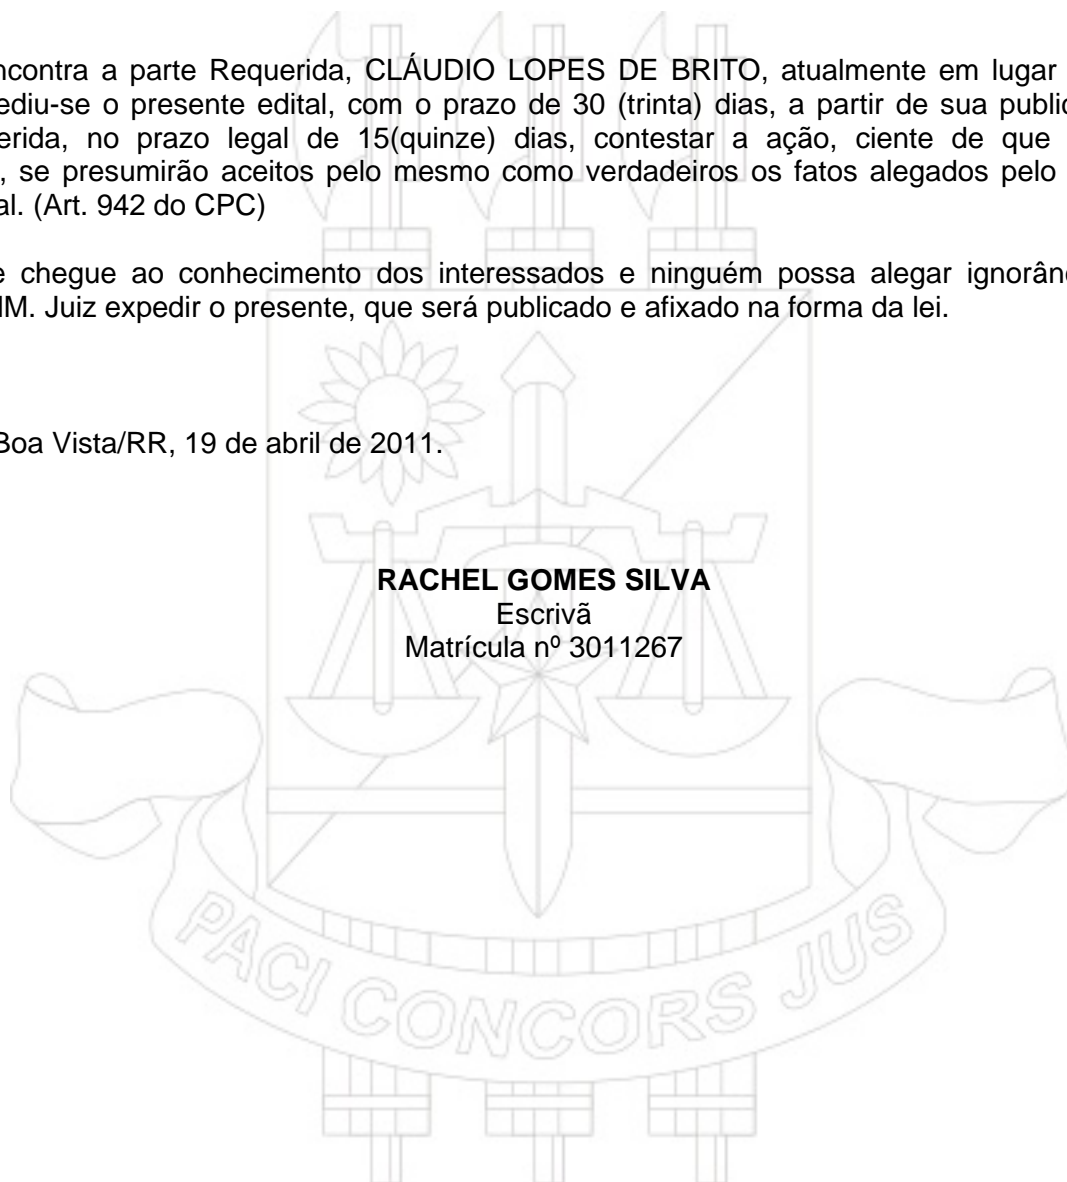 ncontra a parte Requerida, CLÁUDIO LOPES DE BRITO, atualmente em lugar
ediu-se o presente edital, com o prazo de 30 (trinta) dias, a partir de sua public
erida, no prazo legal de 15(quinze) dias, contestar a ação, ciente de que
, se presumirão aceitos pelo mesmo como verdadeiros os fatos alegados pelo
al. (Art. 942 do CPC)
e chegue ao conhecimento dos interessados e ninguém possa alegar ignorân
IM. Juiz expedir o presente, que será publicado e afixado na forma da lei.
Boa Vista/RR, 19 de abril de 2011.
RACHEL GOMES SILVA
Escrivã
Matrícula nº 3011267
PACI CONCORS JUS